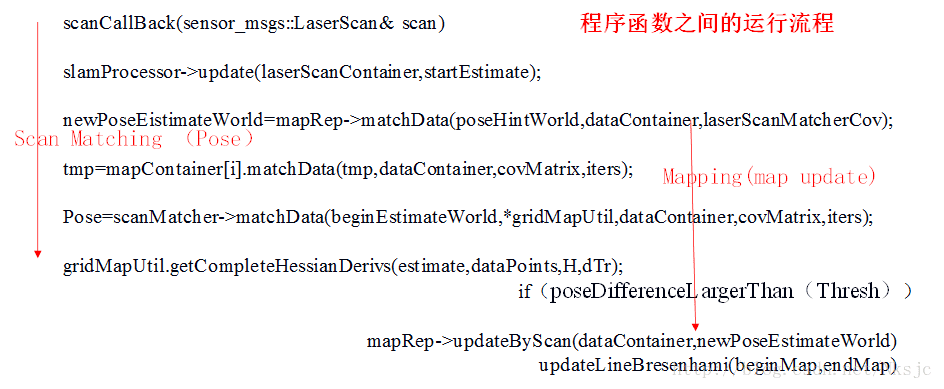 程序函数之间的运行流程
scanCallBack(sensor_msgs::LaserScan& scan)
slamProcessor->update(laserScanContainer,startEstimate);
newPoseEistimateWorld=mapRep->matchData(poseHintWorld,dataContainer,laserScanMatcherCov);
Scan Matching （Pose）
tmp=mapContainer[i].matchData(tmp,dataContainer,covMatrix,iters);
Mapping(map update)
Pose=scanMatcher->matchData(beginEstimateWorld,*gridMapUtil,dataContainer,covMatrix,iters);
gridMapUtil.getCompleteHessianDerivs(estimate,dataPoints,H,dTr);
if（poseDifferenceLargerThan（Thresh））
mapRep->updateByScan(dataContainer,newPoseEstimateWorld)
updateLineBresenhami(beginMap,endMap)